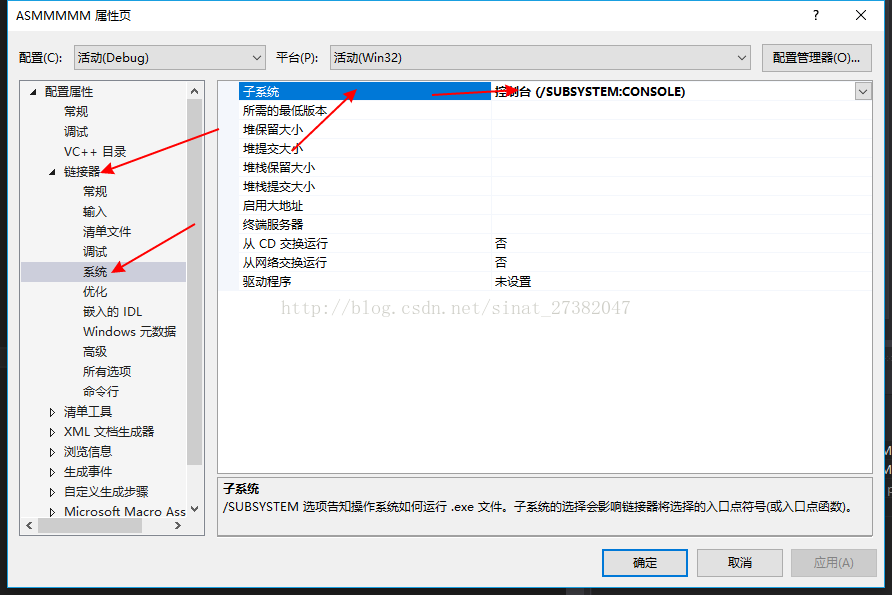 ASMMMMM 属性页
配置(C):
活动(Debug)
平台(P):
活动(Win32)
配置管理器(O)...
配置属性
常规
调试
VC++ 目录
链接器
常规
输入
清单文件
调试
系统
优化
嵌入的 IDL
Windows 元数据
高级
所有选项
命令行
清单工具
XML 文档生成器
浏览信息
生成事件
自定义生成步骤
Microsoft Macro Ass
子系统 控制台 (/SUBSYSTEM:CONSOLE)
所需的最低版本
堆保留大小
堆提交大小
堆栈保留大小
堆栈提交大小
启用大地址
终端服务器
从 CD 交换运行 否
从网络交换运行 否
驱动程序 未设置
http://blog.csdn.net/sinat_27382047
子系统
/SUBSYSTEM 选项告知操作系统如何运行 .exe 文件。子系统的选择会影响链接器将选择的入口点符号(或入口点函数)。
确定
取消
应用(A)